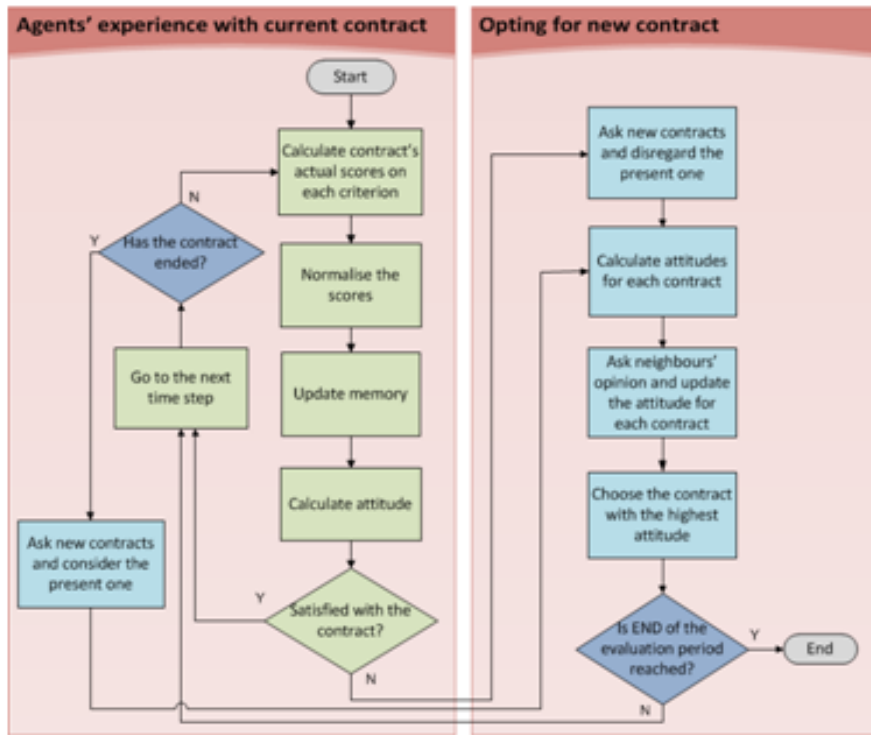 Agents' experience with current contract
Start
Calculate contract's
actual scores on
each criterion
N
Y
Has the contract
ended?
Normalise the
scores
Go to the next
time step
Update memory
Calculate attitude
Ask new contracts
and consider the
present one
Y
Satisfied with the
contract?
N
Opting for new contract
Ask new contracts
and disregard the
present one
Calculate attitudes
for each contract
Ask neighbours'
opinion and update
the attitude for
each contract
Choose the contract
with the highest
attitude
Is END of the
evaluation period
reached?
Y
End
N